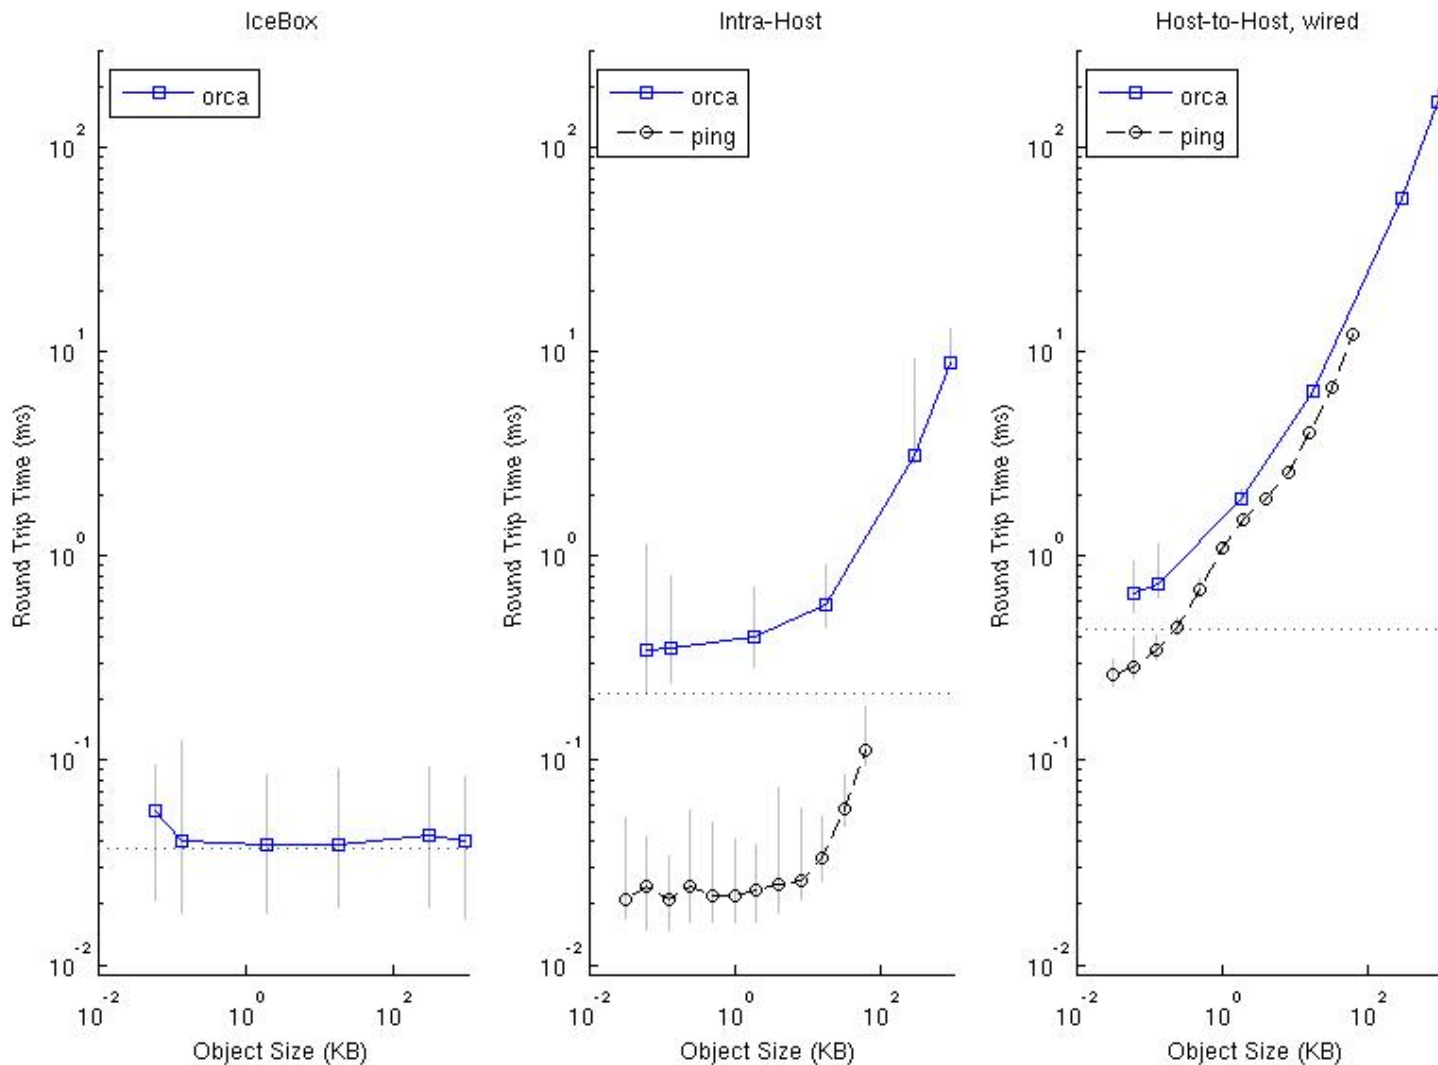 IceBox
orca
10^2
10^1
10^0
10^-1
10^-2
Round Trip Time (ms)
10^-2
10^0
10^2
Object Size (KB)
Intra-Host
orca
ping
10^2
10^1
10^0
10^-1
10^-2
Round Trip Time (ms)
10^-2
10^0
10^2
Object Size (KB)
Host-to-Host, wired
orca
ping
10^2
10^1
10^0
10^-1
10^-2
Round Trip Time (ms)
10^-2
10^0
10^2
Object Size (KB)